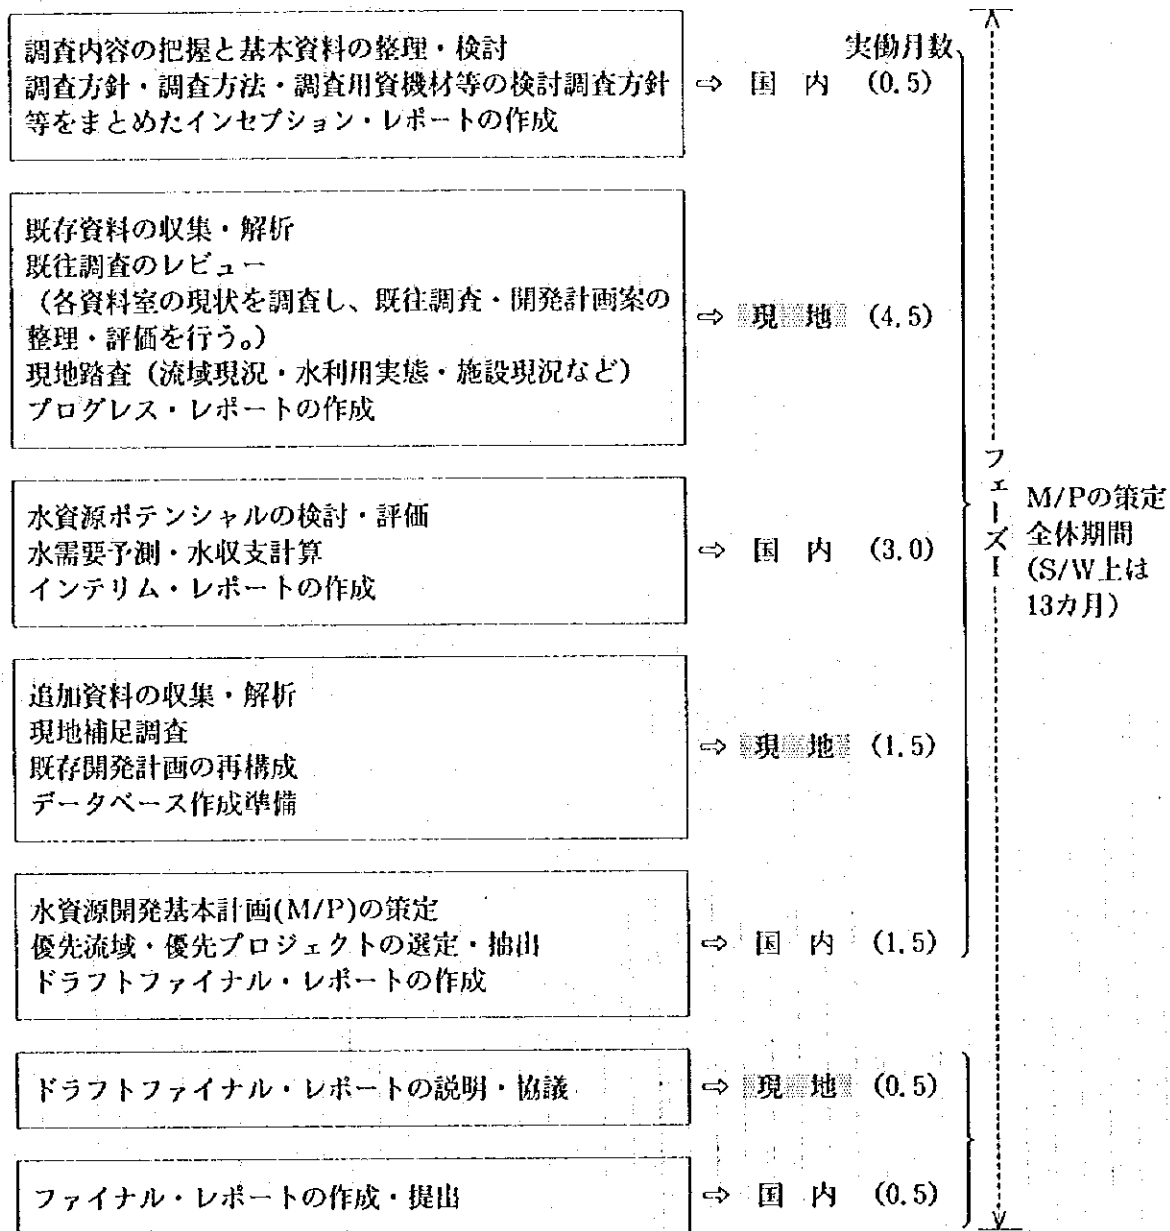 実働月数
調査内容の把握と基本資料の整理・検討
調査方針・調査方法・調査用資機材等の検討調査方針
等をまとめたインセプション・レポートの作成
⇨ 国 内 (0.5)
既存資料の収集・解析
既往調査のレビュー
(各資料室の現状を調査し、既往調査・開発計画案の
整理・評価を行う。)
現地踏査(流域現況・水利用実態・施設現況など)
プログレス・レポートの作成
⇨ 現 地 (4.5)
水資源ポテンシャルの検討・評価
水需要予測・水収支計算
インテリム・レポートの作成
⇨ 国 内 (3.0)
追加資料の収集・解析
現地補足調査
既存開発計画の再構成
データベース作成準備
⇨ 現 地 (1.5)
水資源開発基本計画(M/P)の策定
優先流域・優先プロジェクトの選定・抽出
ドラフトファイナル・レポートの作成
⇨ 国 内 (1.5)
ドラフトファイナル・レポートの説明・協議
⇨ 現 地 (0.5)
ファイナル・レポートの作成・提出
⇨ 国 内 (0.5)
フェーズI
M/Pの策定
全体期間
(S/W上は
13カ月)